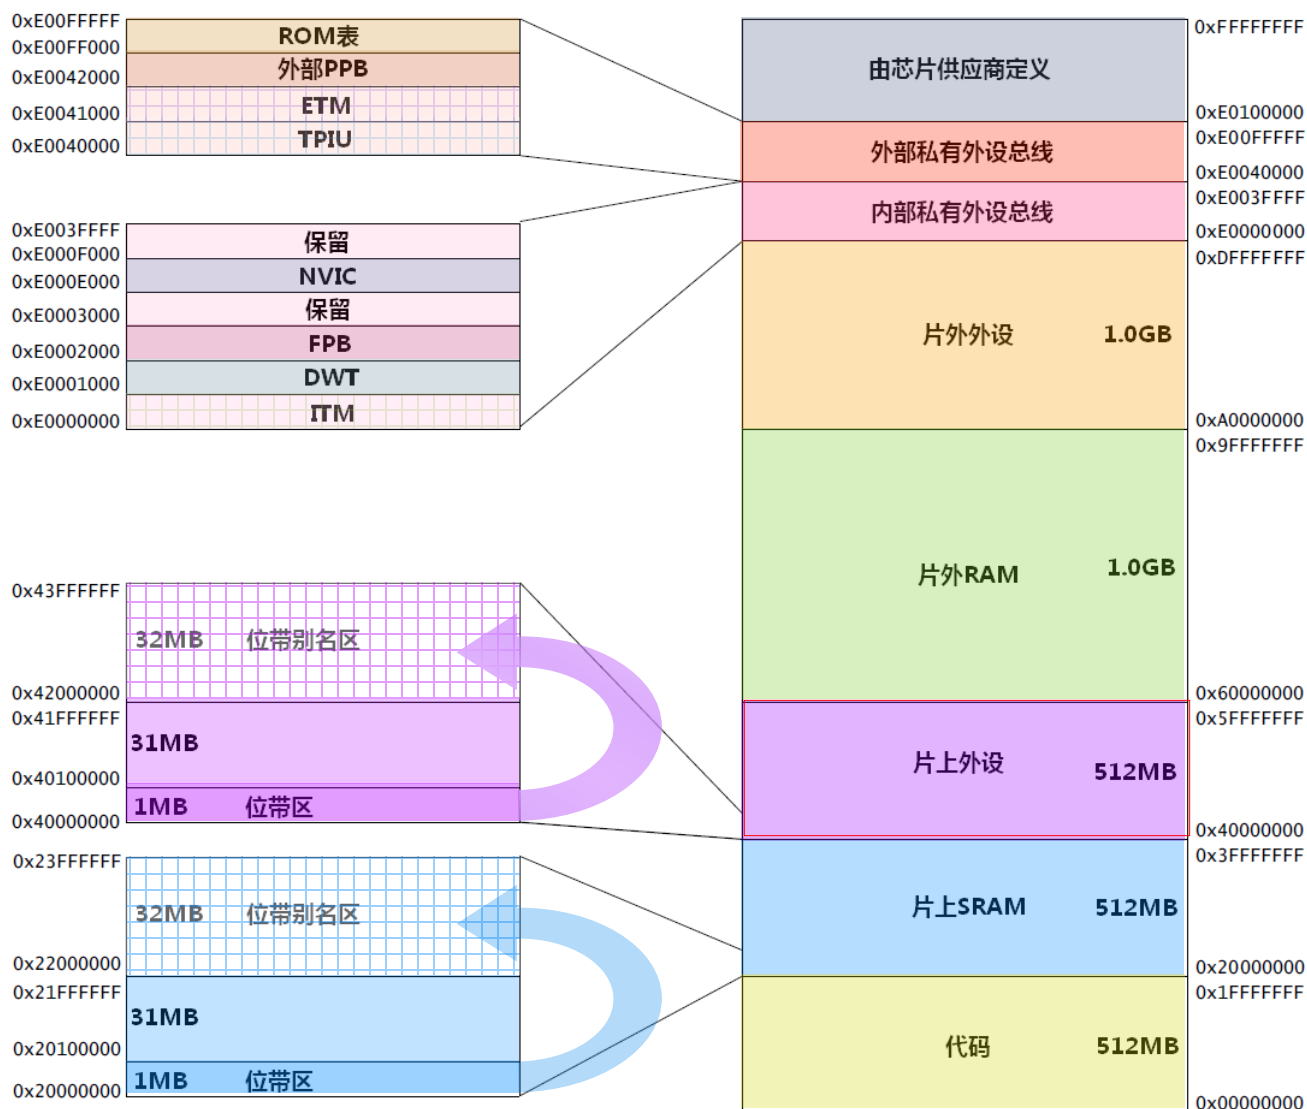 0xE00FFFFF
ROM表
0xE00FF000
外部PPB
0xE0042000
ETM
0xE0041000
TPIU
0xE0040000
0xE003FFFF
保留
0xE000F000
NVIC
0xE000E000
保留
0xE0003000
FPB
0xE0002000
DWT
0xE0001000
ITM
0xE0000000
0x43FFFFFF
32MB 位带别名区
0x42000000
0x41FFFFFF
31MB
0x40100000
1MB 位带区
0x40000000
0x23FFFFFF
32MB 位带别名区
0x22000000
0x21FFFFFF
31MB
0x20100000
1MB 位带区
0x20000000
0xFFFFFFFF
由芯片供应商定义
0xE0100000
0xE00FFFFF
外部私有外设总线
0xE0040000
0xE003FFFF
内部私有外设总线
0xE0000000
0xDFFFFFFF
片外外设 1.0GB
0xA0000000
0x9FFFFFFF
片外RAM 1.0GB
0x60000000
0x5FFFFFFF
片上外设 512MB
0x40000000
0x3FFFFFFF
片上SRAM 512MB
0x20000000
0x1FFFFFFF
代码 512MB
0x00000000